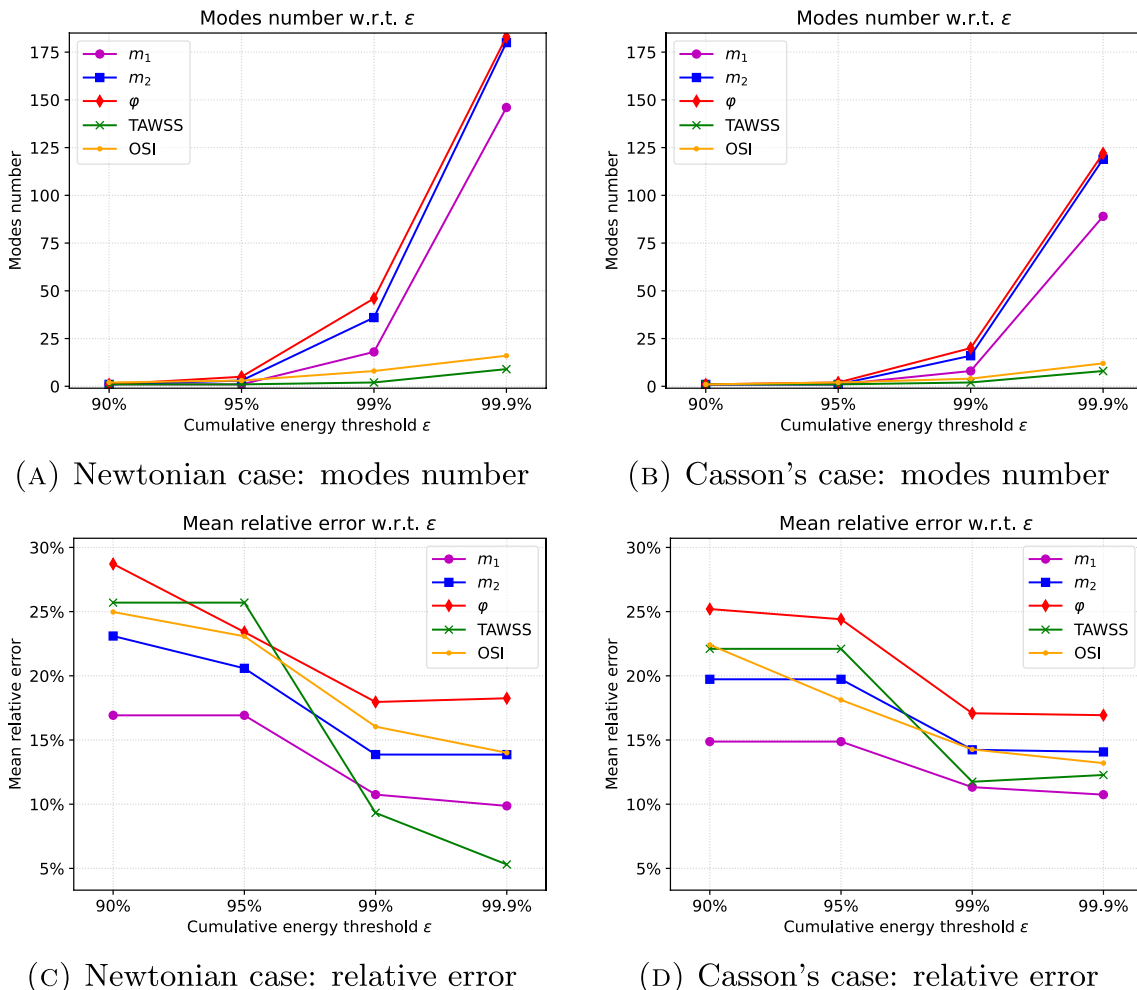 Modes number w.r.t. ε
175
150
125
100
75
50
25
0
Modes number
m₁
m₂
φ
TAWSS
OSI
90%
95%
99%
99.9%
Cumulative energy threshold ε
(A) Newtonian case: modes number
Modes number w.r.t. ε
175
150
125
100
75
50
25
0
Modes number
m₁
m₂
φ
TAWSS
OSI
90%
95%
99%
99.9%
Cumulative energy threshold ε
(B) Casson's case: modes number
Mean relative error w.r.t. ε
30%
25%
20%
15%
10%
5%
Mean relative error
m₁
m₂
φ
TAWSS
OSI
90%
95%
99%
99.9%
Cumulative energy threshold ε
(C) Newtonian case: relative error
Mean relative error w.r.t. ε
30%
25%
20%
15%
10%
5%
Mean relative error
m₁
m₂
φ
TAWSS
OSI
90%
95%
99%
99.9%
Cumulative energy threshold ε
(D) Casson's case: relative error